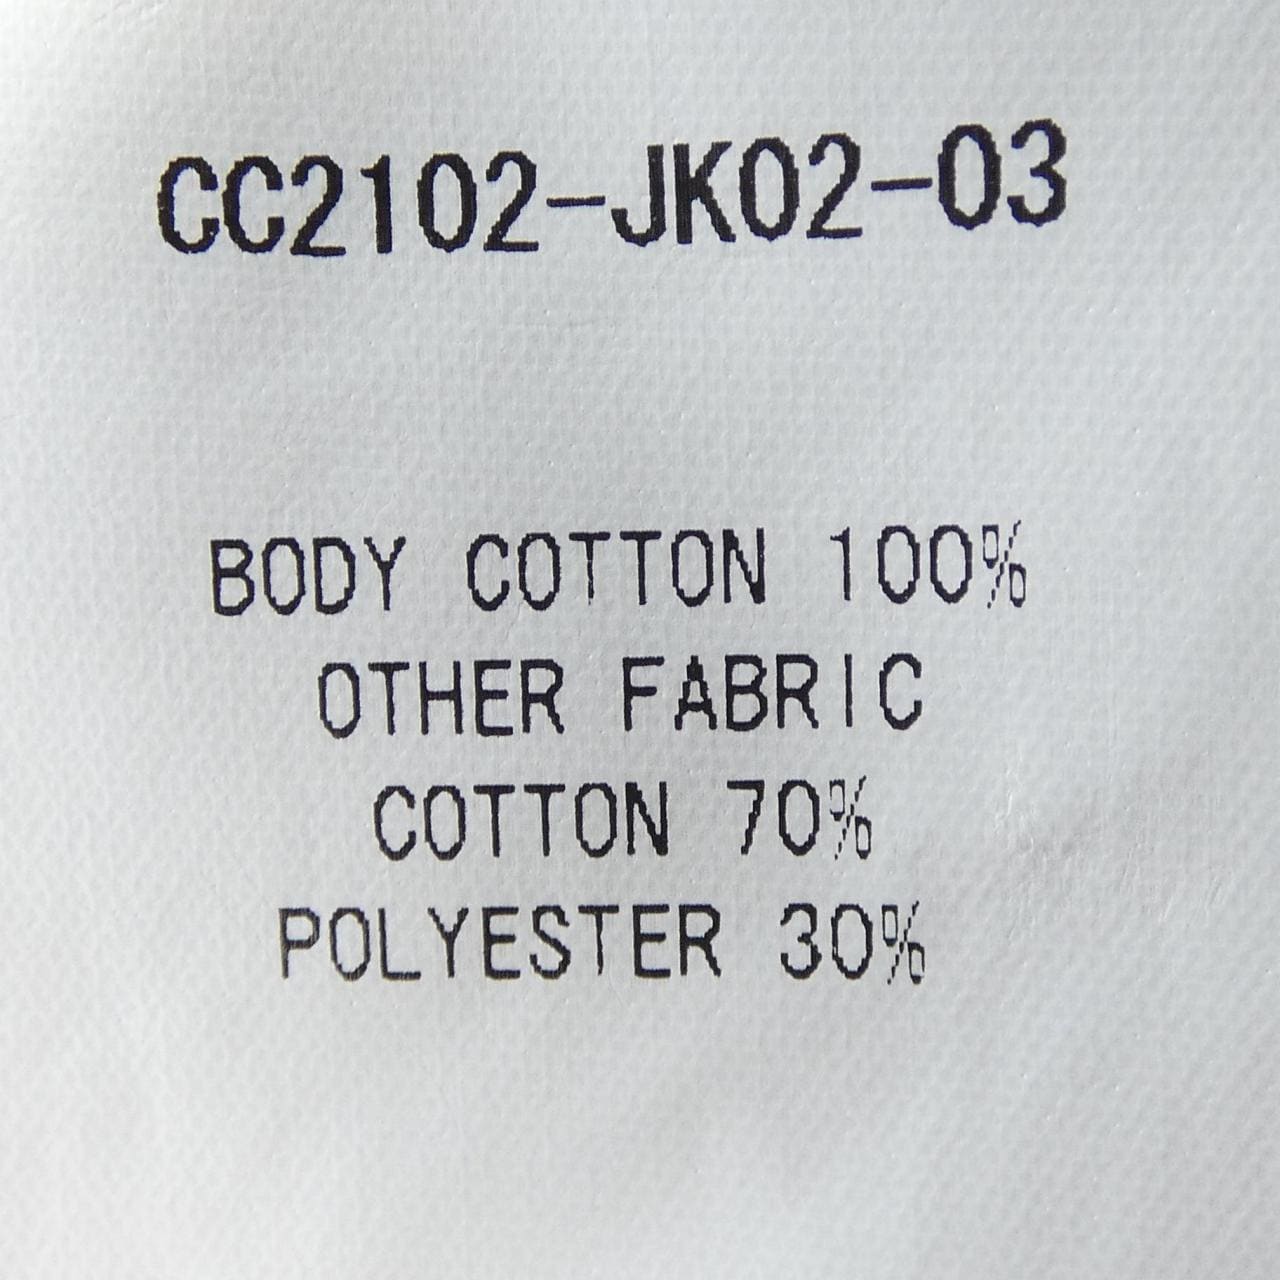 CC2102-JK02-03
BODY COTTON 100%
OTHER FABRIC
COTTON 70%
POLYESTER 30%